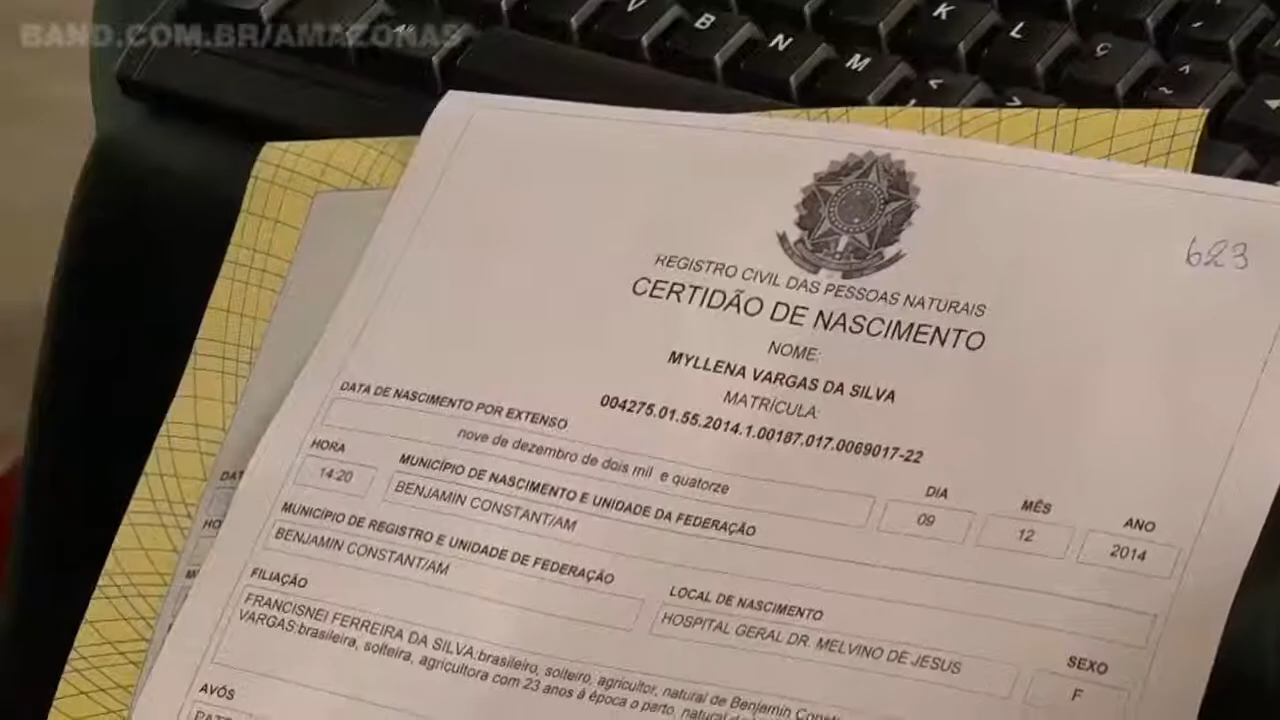 BAND.COM.BR/AMAZONAS
V B N M K L Ç
623
REGISTRO CIVIL DAS PESSOAS NATURAIS
CERTIDÃO DE NASCIMENTO
NOME:
MYLLENA VARGAS DA SILVA
MATRÍCULA:
004275.01.55.2014.1.00187.017.0069017-22
DATA DE NASCIMENTO POR EXTENSO
nove de dezembro de dois mil e quatorze
DIA MÊS ANO
09 12 2014
HORA MUNICÍPIO DE NASCIMENTO E UNIDADE DA FEDERAÇÃO
14:20 BENJAMIN CONSTANT/AM
MUNICÍPIO DE REGISTRO E UNIDADE DE FEDERAÇÃO
BENJAMIN CONSTANT/AM
LOCAL DE NASCIMENTO
HOSPITAL GERAL DR. MELVINO DE JESUS
SEXO
F
FILIAÇÃO
FRANCISNEI FERREIRA DA SILVA:brasileiro, solteiro, agricultor, natural de Benjamin
VARGAS:brasileira, solteira, agricultora com 23 anos à época o parto, natural
AVÓS